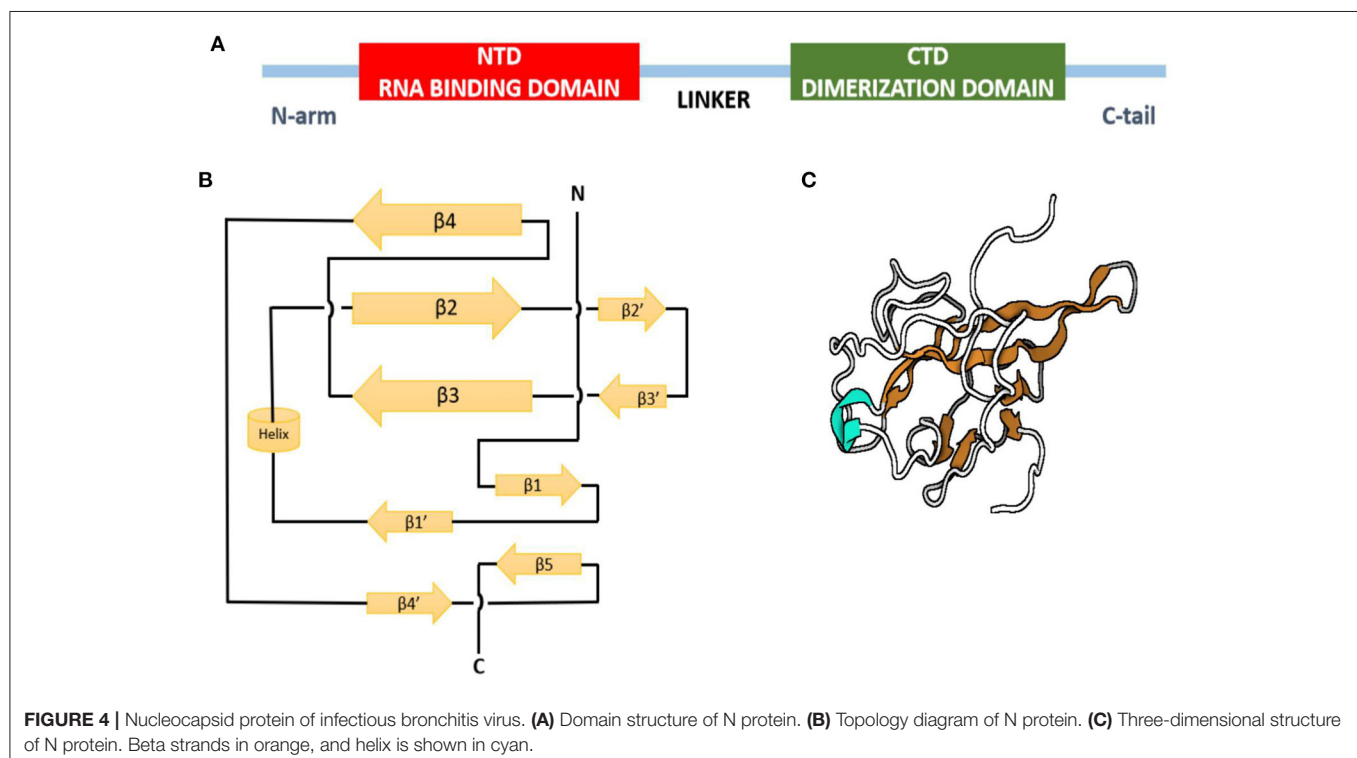 A
NTD
RNA BINDING DOMAIN
CTD
DIMERIZATION DOMAIN
N-arm
LINKER
C-tail
B
N
β4
β2
β2’
β3
β3’
Helix
β1
β1’
β5
β4’
C
C
FIGURE 4 | Nucleocapsid protein of infectious bronchitis virus. (A) Domain structure of N protein. (B) Topology diagram of N protein. (C) Three-dimensional structure
of N protein. Beta strands in orange, and helix is shown in cyan.